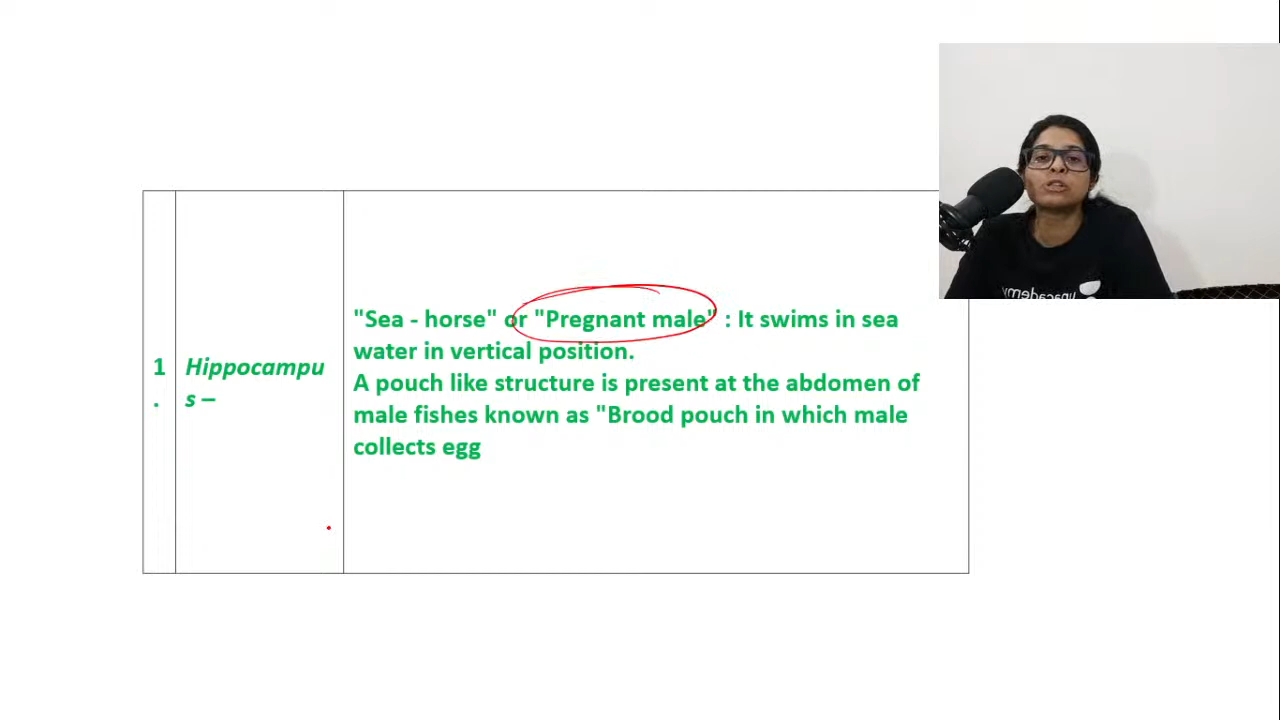 "Sea - horse" or "Pregnant male" : It swims in sea
water in vertical position.
1 Hippocampu
. s –
A pouch like structure is present at the abdomen of
male fishes known as "Brood pouch in which male
collects egg
unacademy